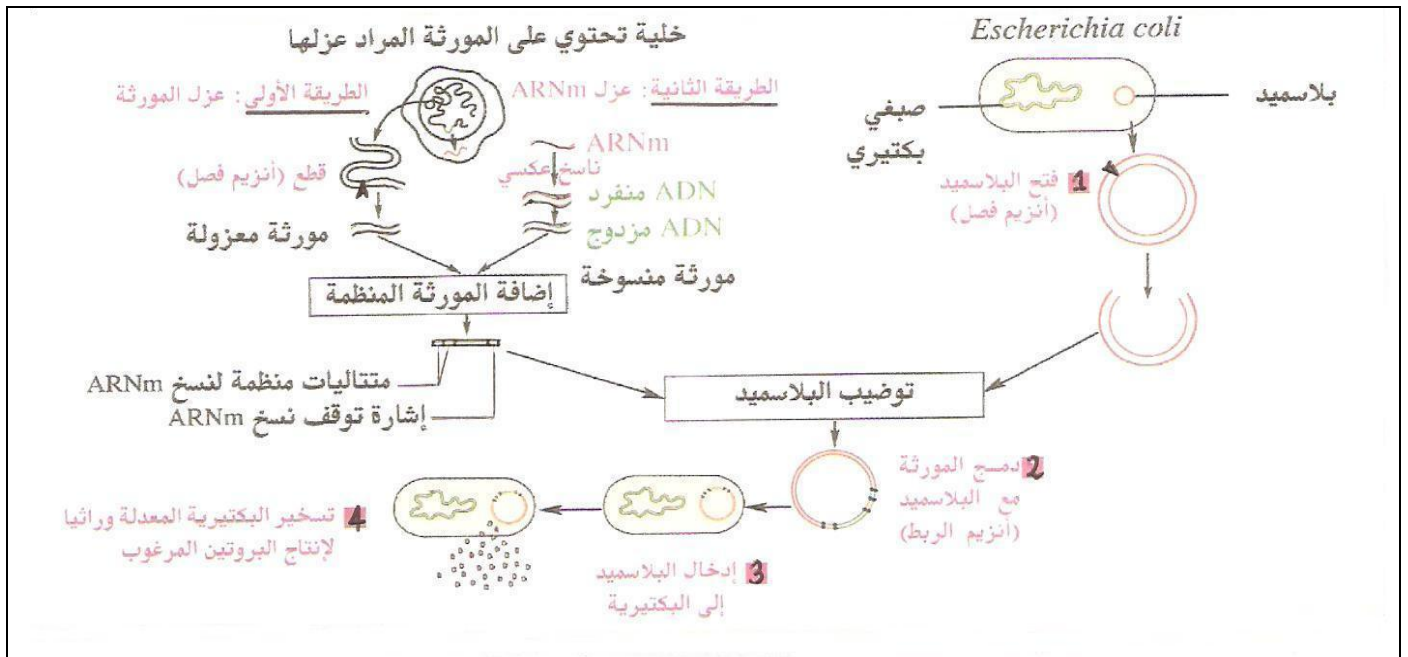 Escherichia coli
بلاسميد
صبغي
بكتيري
1 فتح البلاسميد
(أنزيم فصل)
خلية تحتوي على المورثة المراد عزلها
الطريقة الثانية: عزل ARNm
الطريقة الأولى: عزل المورثة
ARNm
ناسخ عكسي
ADN منفرد
ADN مزدوج
مورثة منسوخة
قطع (أنزيم فصل)
مورثة معزولة
إضافة المورثة المنظمة
متتاليات منظمة لنسخ ARNm
إشارة توقف نسخ ARNm
توضيب البلاسميد
2 دمج المورثة
مع البلاسميد
(أنزيم الربط)
3 إدخال البلاسميد
إلى البكتيرية
4 تسخير البكتيرية المعدلة وراثيا
لإنتاج البروتين المرغوب